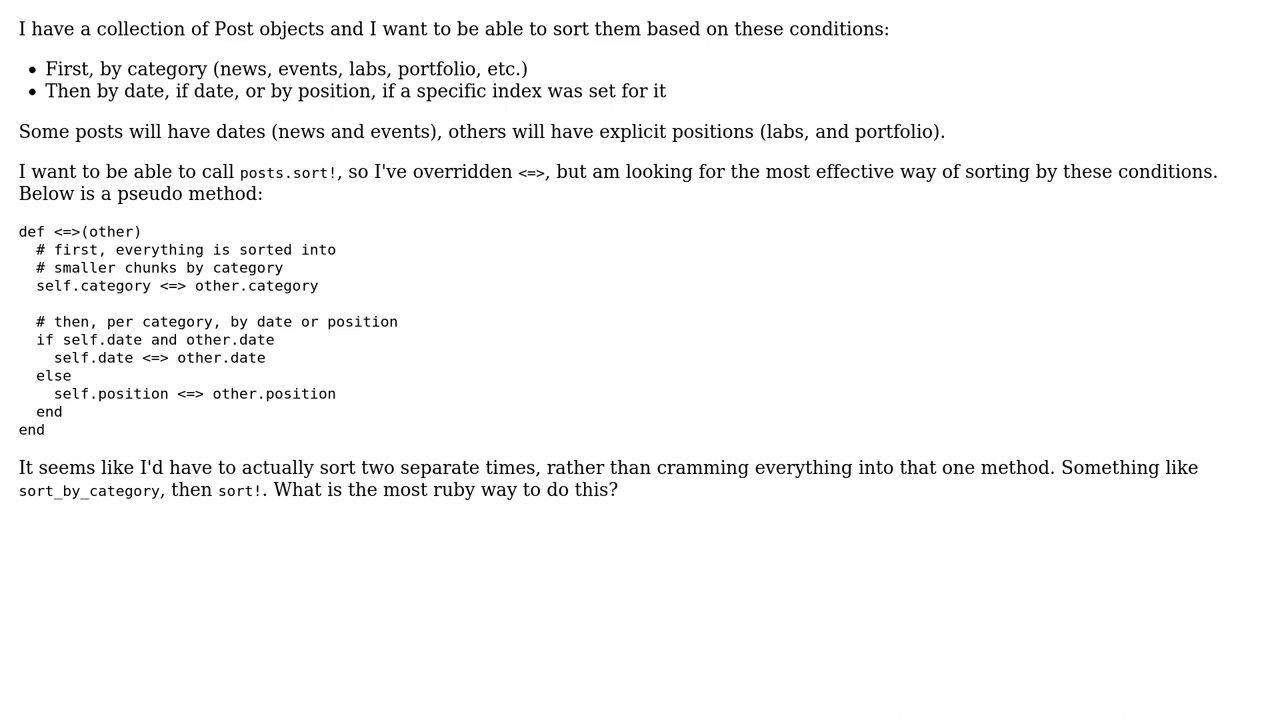 I have a collection of Post objects and I want to be able to sort them based on these conditions:
• First, by category (news, events, labs, portfolio, etc.)
• Then by date, if date, or by position, if a specific index was set for it
Some posts will have dates (news and events), others will have explicit positions (labs, and portfolio).
I want to be able to call posts.sort!, so I've overridden <=>, but am looking for the most effective way of sorting by these conditions.
Below is a pseudo method:
def <=>(other)
  # first, everything is sorted into
  # smaller chunks by category
  self.category <=> other.category

  # then, per category, by date or position
  if self.date and other.date
    self.date <=> other.date
  else
    self.position <=> other.position
  end
end
It seems like I'd have to actually sort two separate times, rather than cramming everything into that one method. Something like
sort_by_category, then sort!. What is the most ruby way to do this?